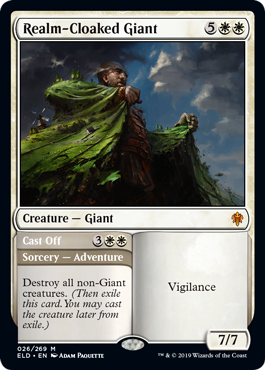 Realm-Cloaked Giant 5
Creature — Giant
Cast Off 3
Sorcery — Adventure
Destroy all non-Giant
creatures. (Then exile
this card. You may cast
the creature later from
exile.)
Vigilance
7/7
026/269 M
ELD • EN Adam Paquette
™ & © 2019 Wizards of the Coast